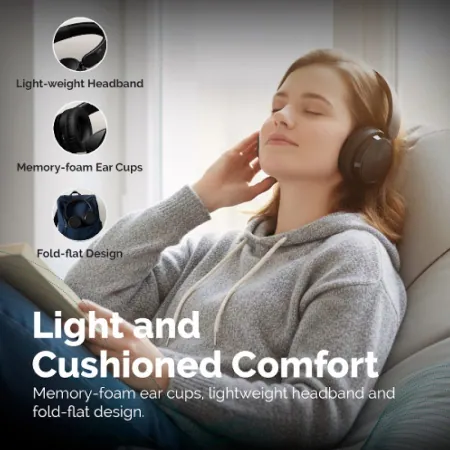 Light-weight Headband
Memory-foam Ear Cups
Fold-flat Design
Light and
Cushioned Comfort
Memory-foam ear cups, lightweight headband and
fold-flat design.